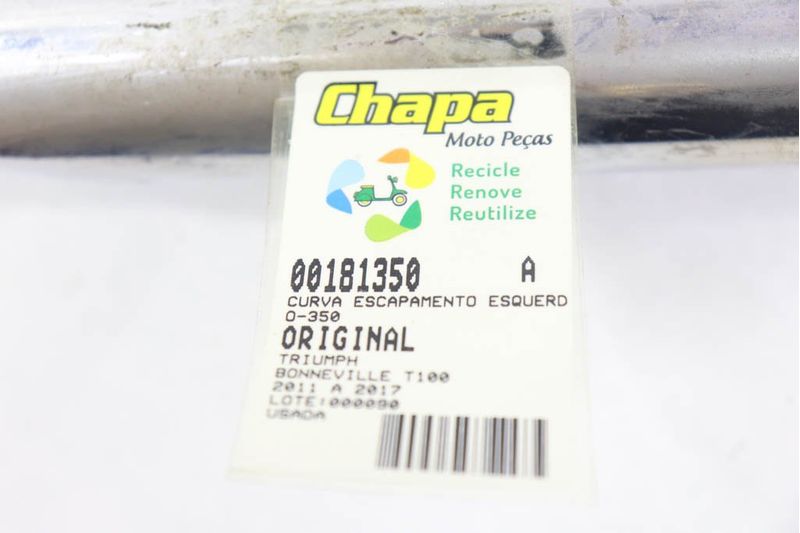 Chapa
Moto Peças
Recicle
Renove
Reutilize
00181350 A
CURVA ESCAPAMENTO ESQUERD
O-350
ORIGINAL
TRIUMPH
BONNEVILLE T100
2011 A 2017
LOTE:000090
USADA